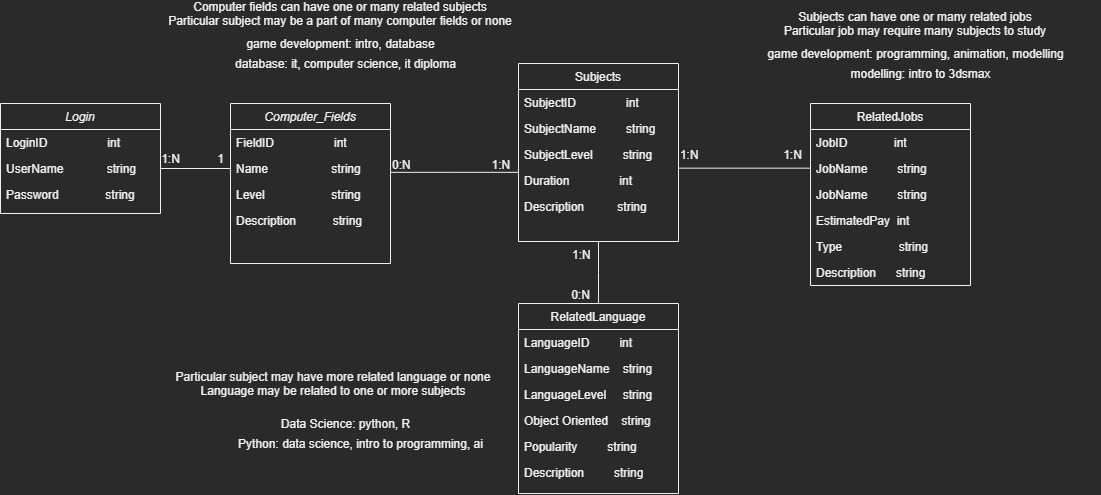 Computer fields can have one or many related subjects
Particular subject may be a part of many computer fields or none
game development: intro, database
database: it, computer science, it diploma
Subjects can have one or many related jobs
Particular job may require many subjects to study
game development: programming, animation, modelling
modelling: intro to 3dsmax
Login
LoginID int
UserName string
Password string
1:N 1
Computer_Fields
FieldID int
Name string
Level string
Description string
0:N 1:N
Subjects
SubjectID int
SubjectName string
SubjectLevel string
Duration int
Description string
1:N 1:N
RelatedJobs
JobID int
JobName string
JobName string
EstimatedPay int
Type string
Description string
1:N
0:N
RelatedLanguage
LanguageID int
LanguageName string
LanguageLevel string
Object Oriented string
Popularity string
Description string
Particular subject may have more related language or none
Language may be related to one or more subjects
Data Science: python, R
Python: data science, intro to programming, ai